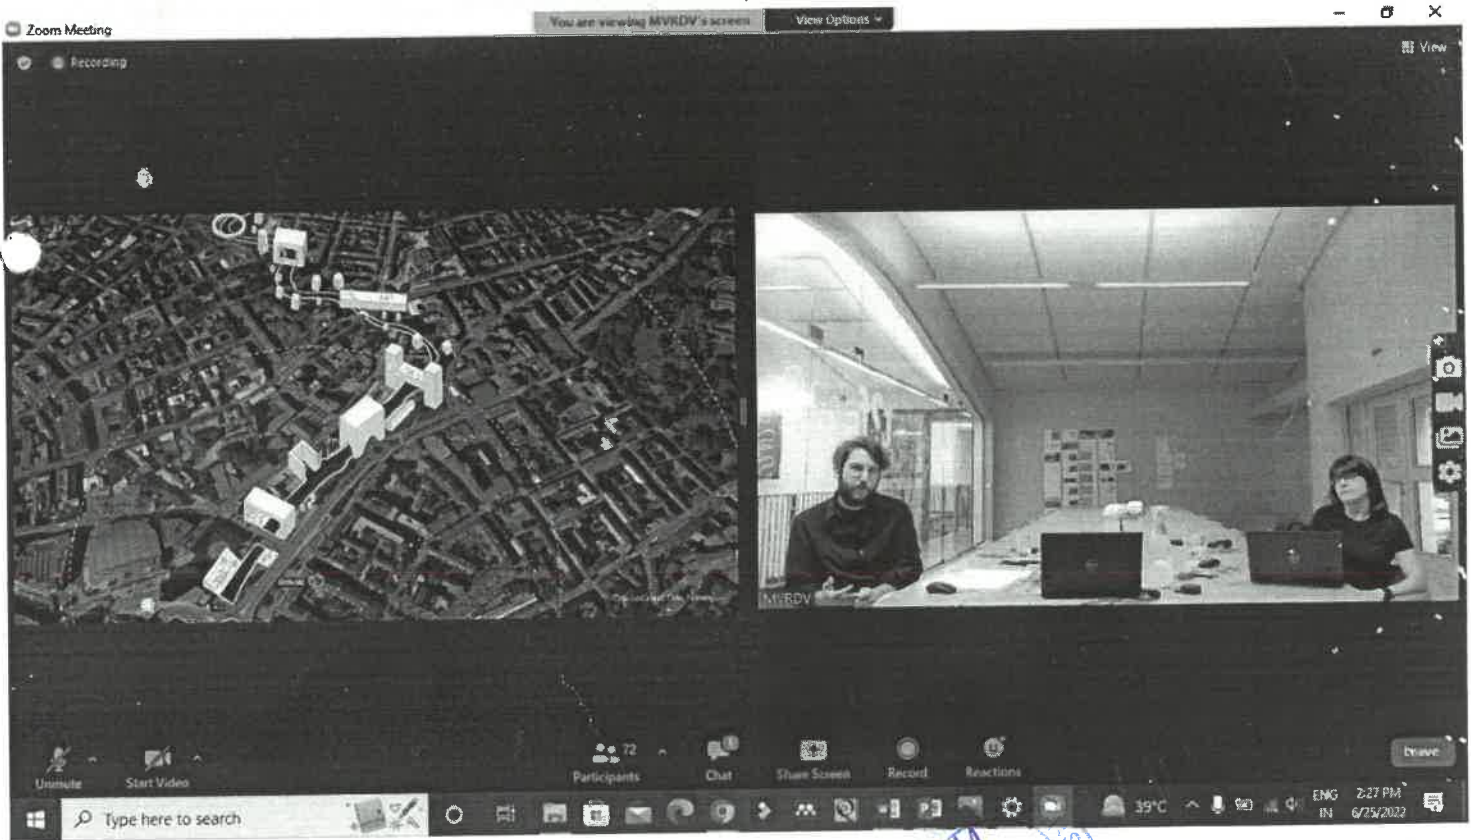 You are viewing MVRDV's screen
View Options
Zoom Meeting
Recording
View
MVRDV
Unmute
Start Video
72
Participants
1
Chat
Share Screen
Record
Reactions
Leave
Type here to search
39°C
ENG
IN
2:27 PM
6/25/2022